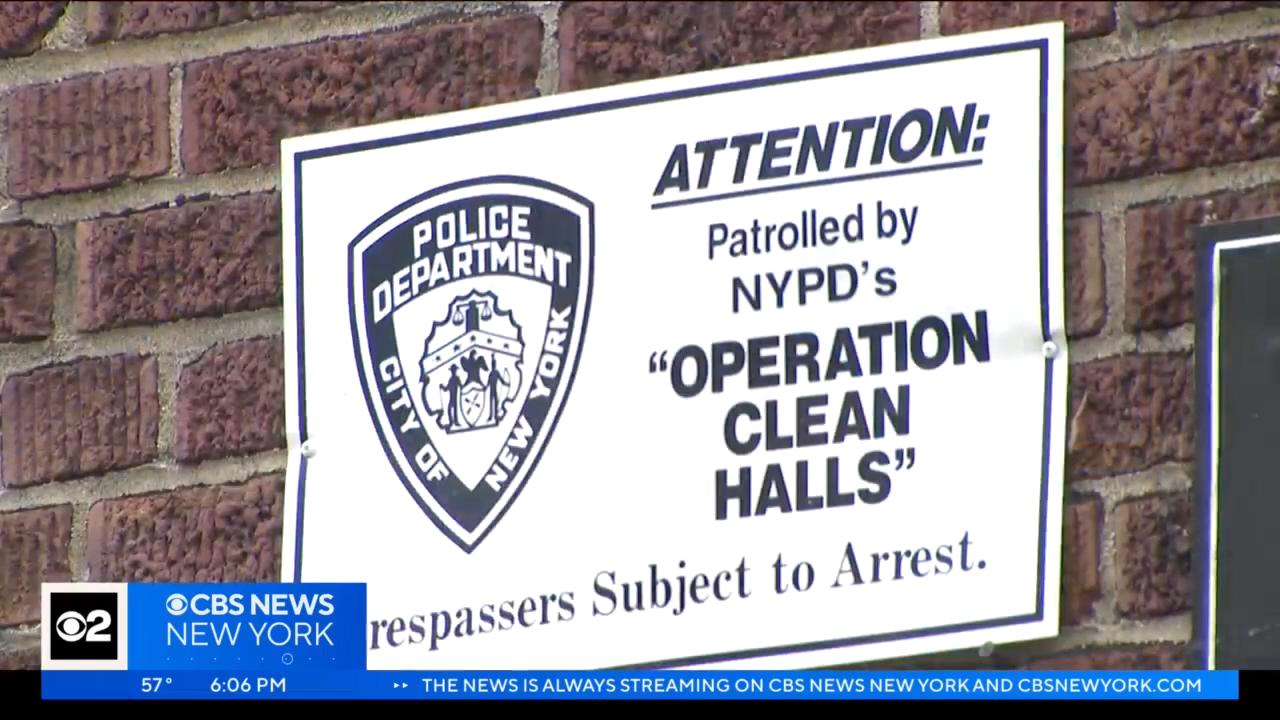 POLICE
DEPARTMENT
CITY OF
NEW YORK
ATTENTION:
Patrolled by
NYPD's
“OPERATION
CLEAN
HALLS”
respassers Subject to Arrest.
2
CBS NEWS
NEW YORK
57° 6:06 PM THE NEWS IS ALWAYS STREAMING ON CBS NEWS NEW YORK AND CBSNEWYORK.COM